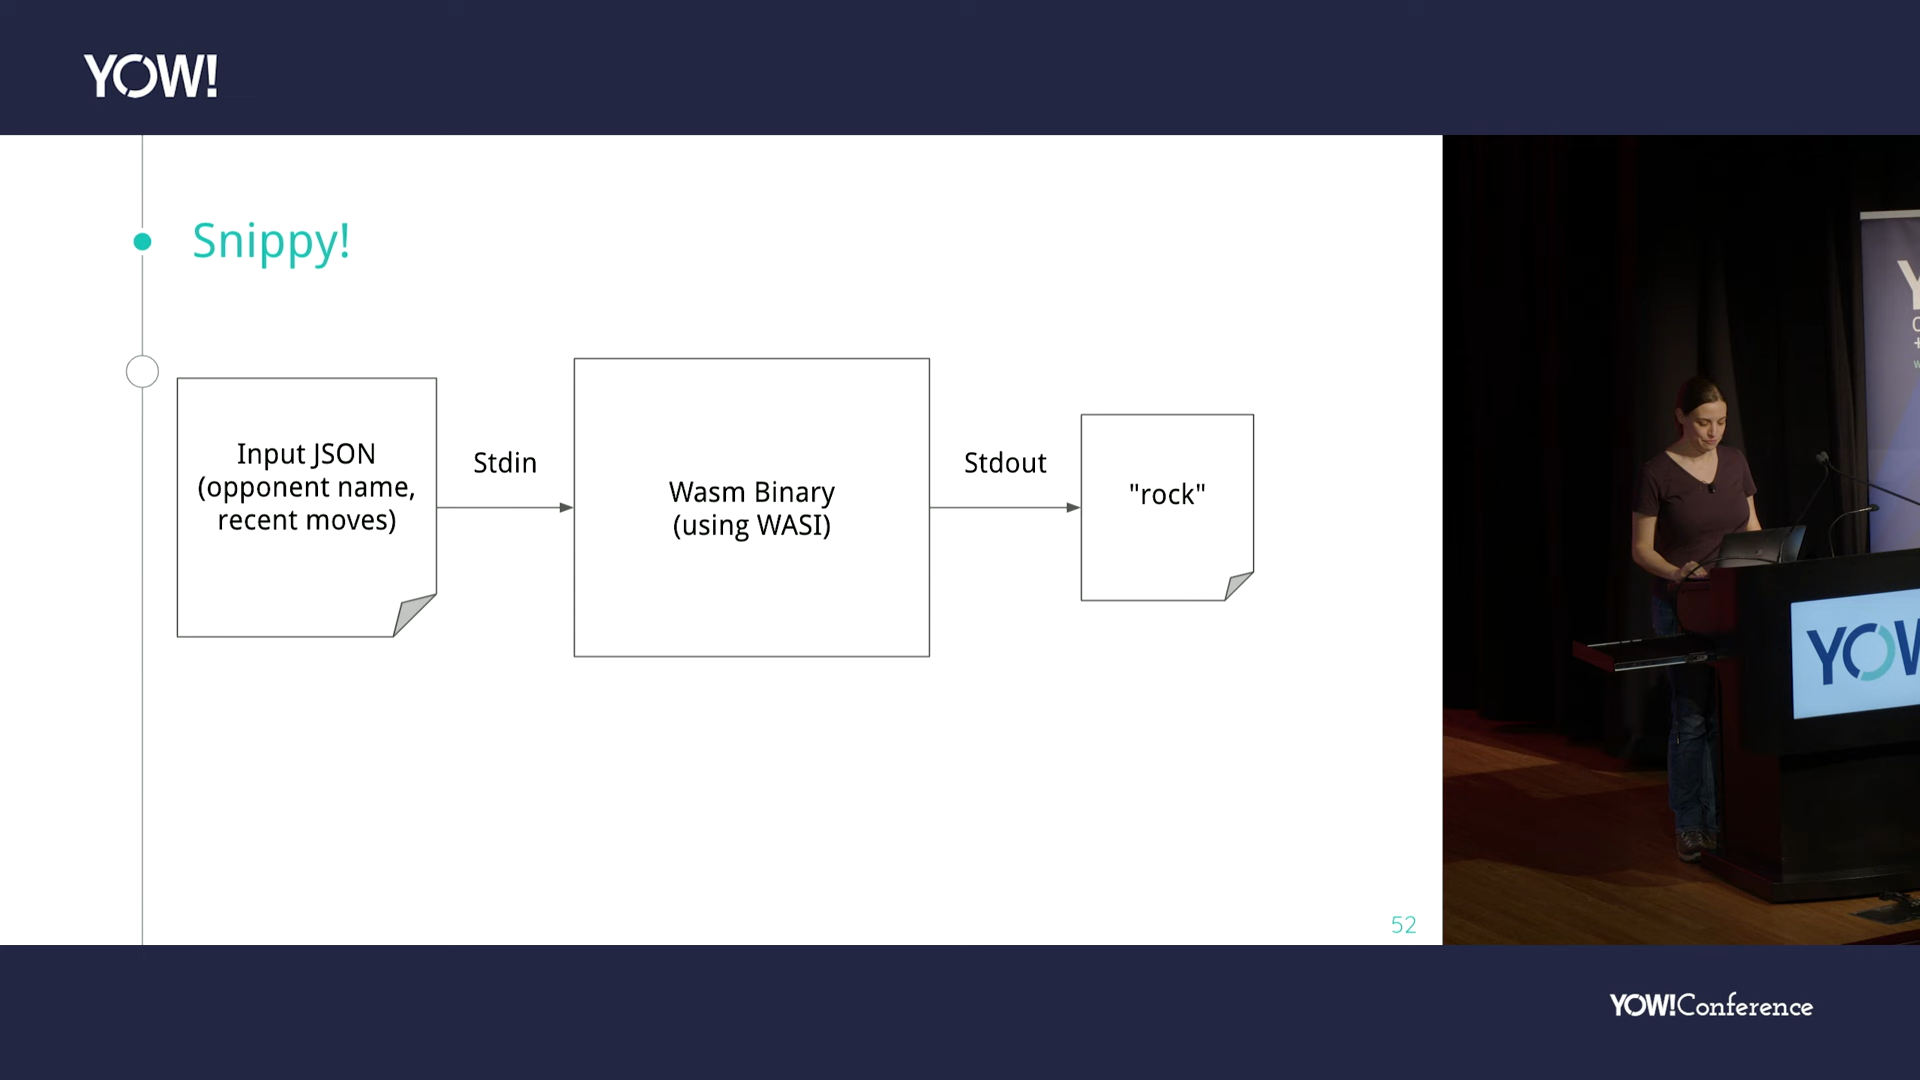 YOW!
Snippy!
Input JSON
(opponent name,
recent moves)
Stdin
Wasm Binary
(using WASI)
Stdout
"rock"
52
YOW!Conference